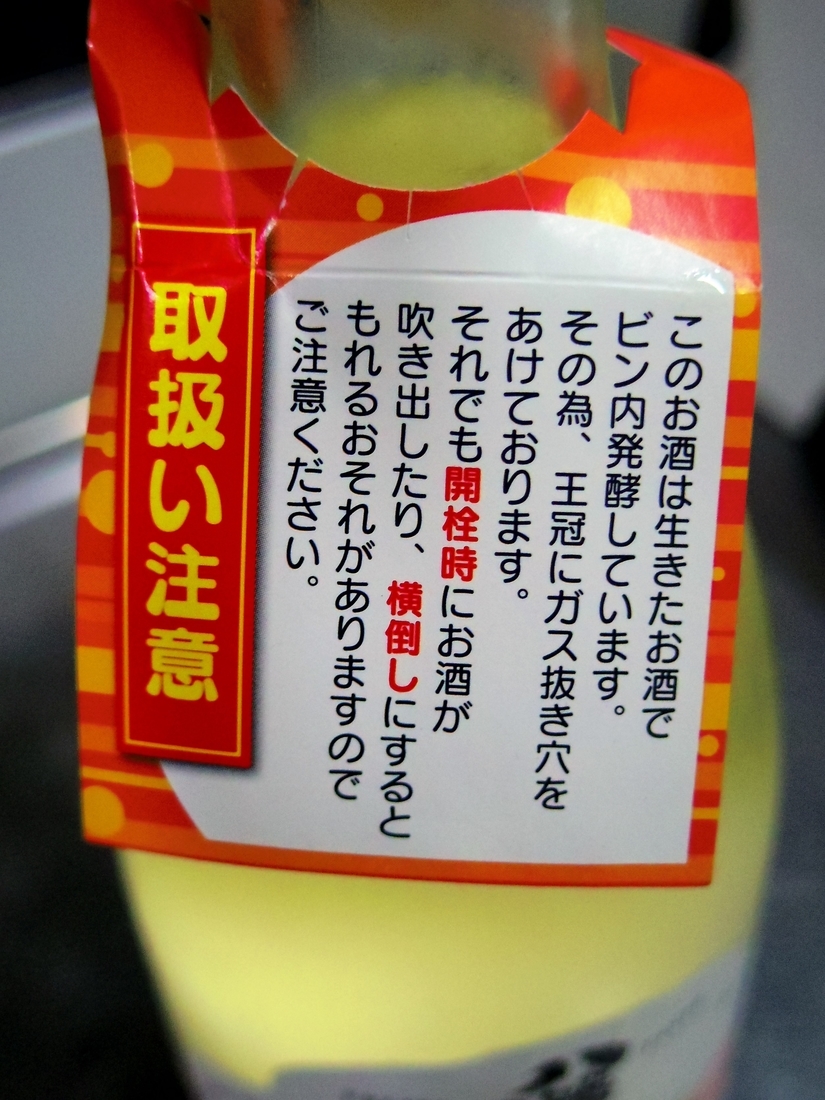 このお酒は生きたお酒で
ビン内発酵しています。
その為、王冠にガス抜き穴を
あけております。
それでも開栓時にお酒が
吹き出したり、横倒しにすると
もれるおそれがありますので
ご注意ください。
取扱い注意